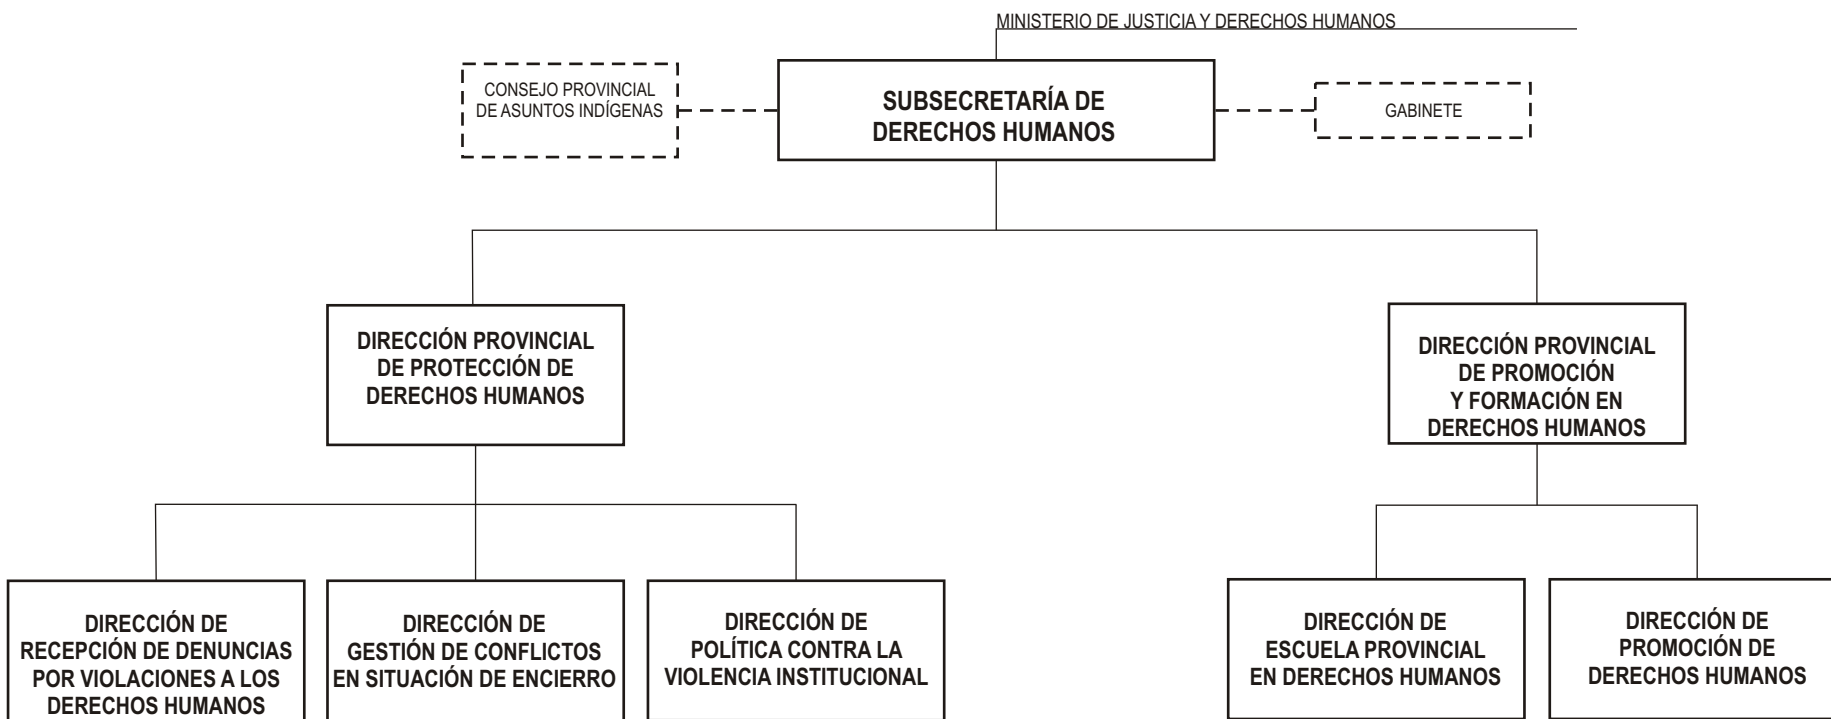 MINISTERIO DE JUSTICIA Y DERECHOS HUMANOS
CONSEJO PROVINCIAL
DE ASUNTOS INDÍGENAS
SUBSECRETARÍA DE
DERECHOS HUMANOS
GABINETE
DIRECCIÓN PROVINCIAL
DE PROTECCIÓN DE
DERECHOS HUMANOS
DIRECCIÓN PROVINCIAL
DE PROMOCIÓN
Y FORMACIÓN EN
DERECHOS HUMANOS
DIRECCIÓN DE
RECEPCIÓN DE DENUNCIAS
POR VIOLACIONES A LOS
DERECHOS HUMANOS
DIRECCIÓN DE
GESTIÓN DE CONFLICTOS
EN SITUACIÓN DE ENCIERRO
DIRECCIÓN DE
POLÍTICA CONTRA LA
VIOLENCIA INSTITUCIONAL
DIRECCIÓN DE
ESCUELA PROVINCIAL
EN DERECHOS HUMANOS
DIRECCIÓN DE
PROMOCIÓN DE
DERECHOS HUMANOS